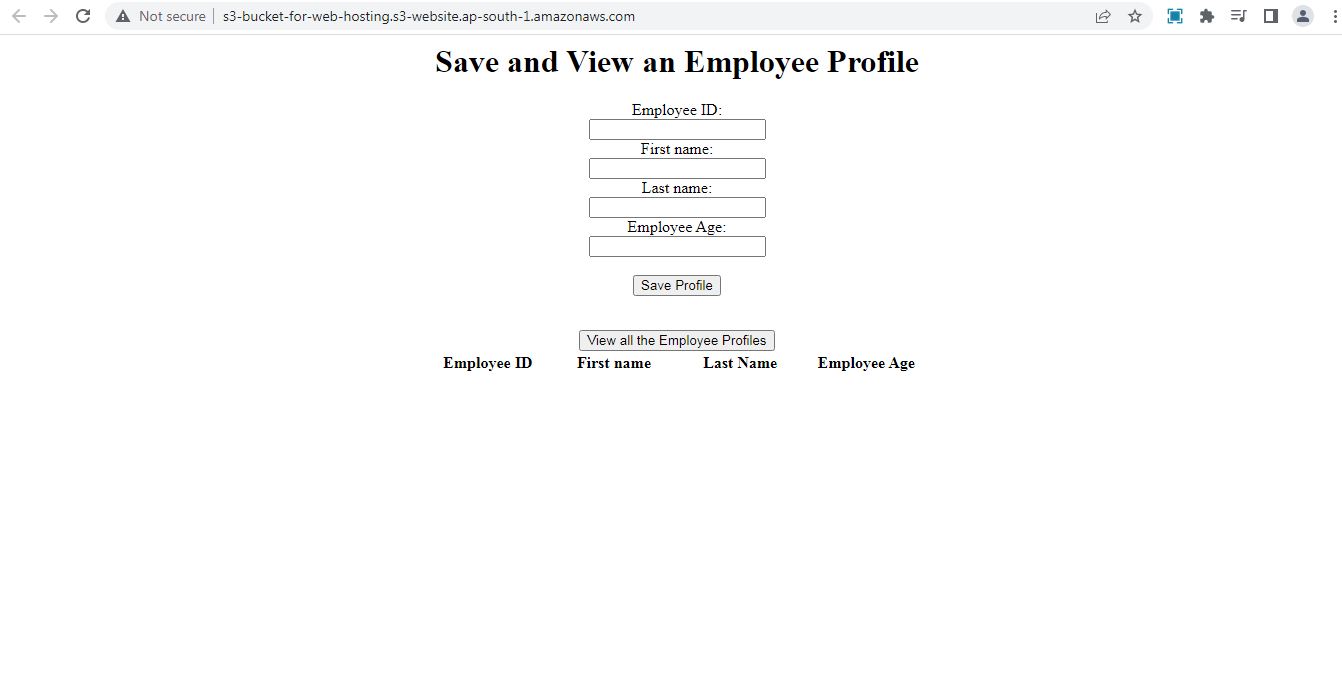 Not secure s3-bucket-for-web-hosting.s3-website.ap-south-1.amazonaws.com
Save and View an Employee Profile
Employee ID:
First name:
Last name:
Employee Age:
Save Profile
View all the Employee Profiles
Employee ID First name Last Name Employee Age